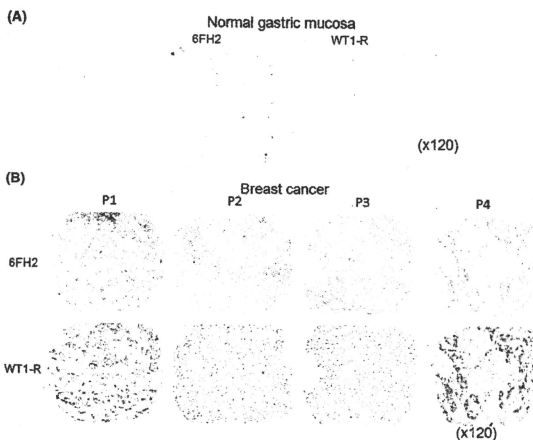 (A)
Normal gastric mucosa
6FH2 WT1-R
(x120)
(B)
Breast cancer
P1 P2 P3 P4
6FH2
WT1-R
(x120)